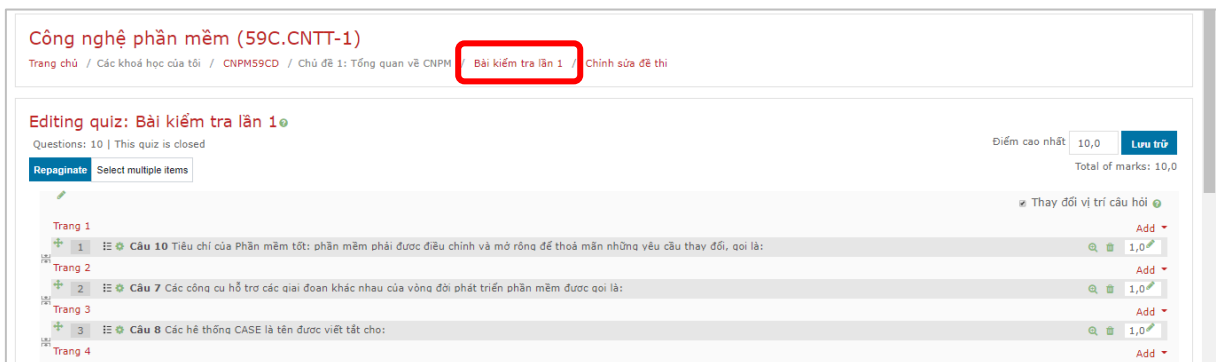 Công nghệ phần mềm (59C.CNTT-1)
Trang chủ / Các khoá học của tôi / CNPM59CD / Chủ đề 1: Tổng quan về CNPM / Bài kiểm tra lần 1 / Chỉnh sửa đề thi
Editing quiz: Bài kiểm tra lần 1
Questions: 10 | This quiz is closed
Điểm cao nhất 10,0 Lưu trữ
Repaginate Select multiple items
Total of marks: 10,0
Thay đổi vị trí câu hỏi
Trang 1
Add
1 Câu 10 Tiêu chí của Phần mềm tốt: phần mềm phải được điều chỉnh và mở rộng để thoả mãn những yêu cầu thay đổi, gọi là: 1,0
Trang 2
Add
2 Câu 7 Các công cụ hỗ trợ các giai đoạn khác nhau của vòng đời phát triển phần mềm được gọi là: 1,0
Trang 3
Add
3 Câu 8 Các hệ thống CASE là tên được viết tắt cho: 1,0
Trang 4
Add